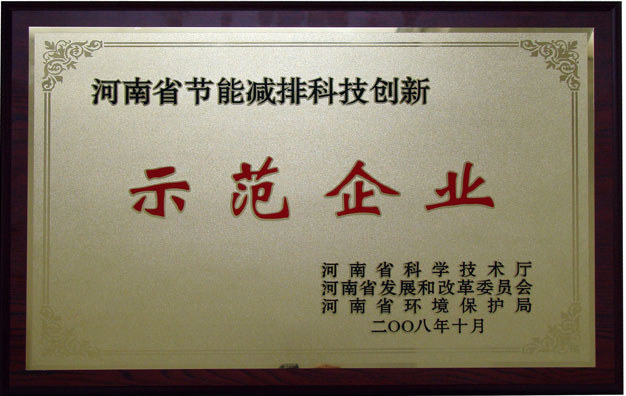 河南省节能减排科技创新
示范企业
河南省科学技术厅
河南省发展和改革委员会
河南省环境保护局
二〇〇八年十月